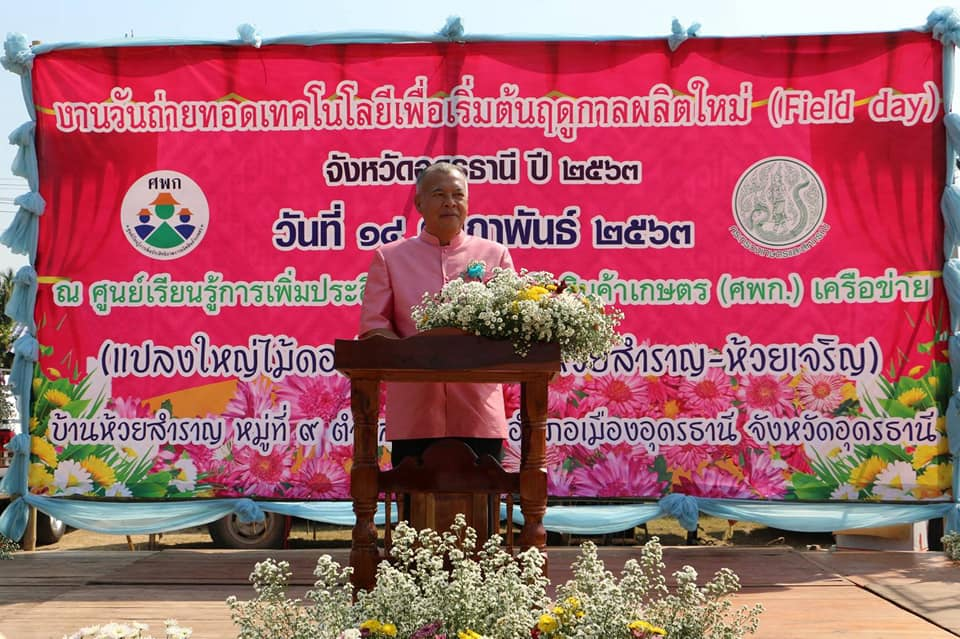 งานวันถ่ายทอดเทคโนโลยีเพื่อเริ่มต้นฤดูกาลผลิตใหม่ (Field day)
จังหวัดอุดรธานี ปี ๒๕๖๓
ศพก
วันที่ ๑๙ กุมภาพันธ์ ๒๕๖๓
ณ ศูนย์เรียนรู้การเพิ่มประสิ สินค้าเกษตร (ศพก.) เครือข่าย
(แปลงใหญ่ไม้ดอ ห้วยสำราญ-ห้วยเจริญ)
บ้านห้วยสำราญ หมู่ที่ ๙ ตำ อำเภอเมืองอุดรธานี จังหวัดอุดรธานี